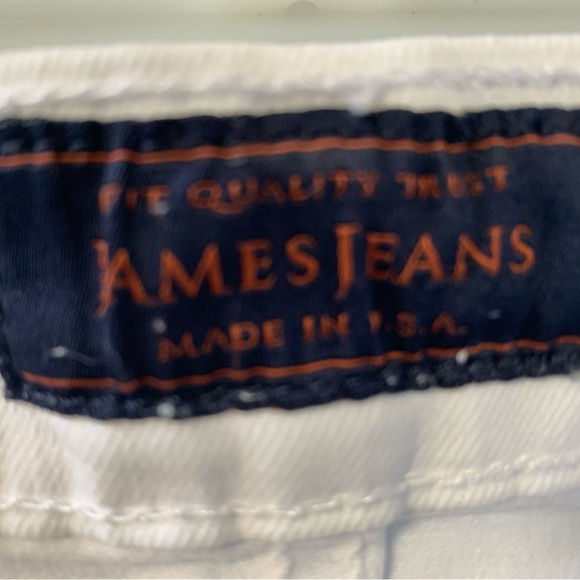 FIT QUALITY TRUST
JAMES JEANS
MADE IN U.S.A.